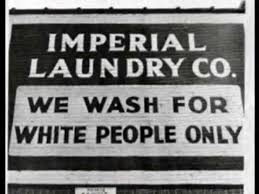 IMPERIAL
LAUNDRY CO.
WE WASH FOR
WHITE PEOPLE ONLY